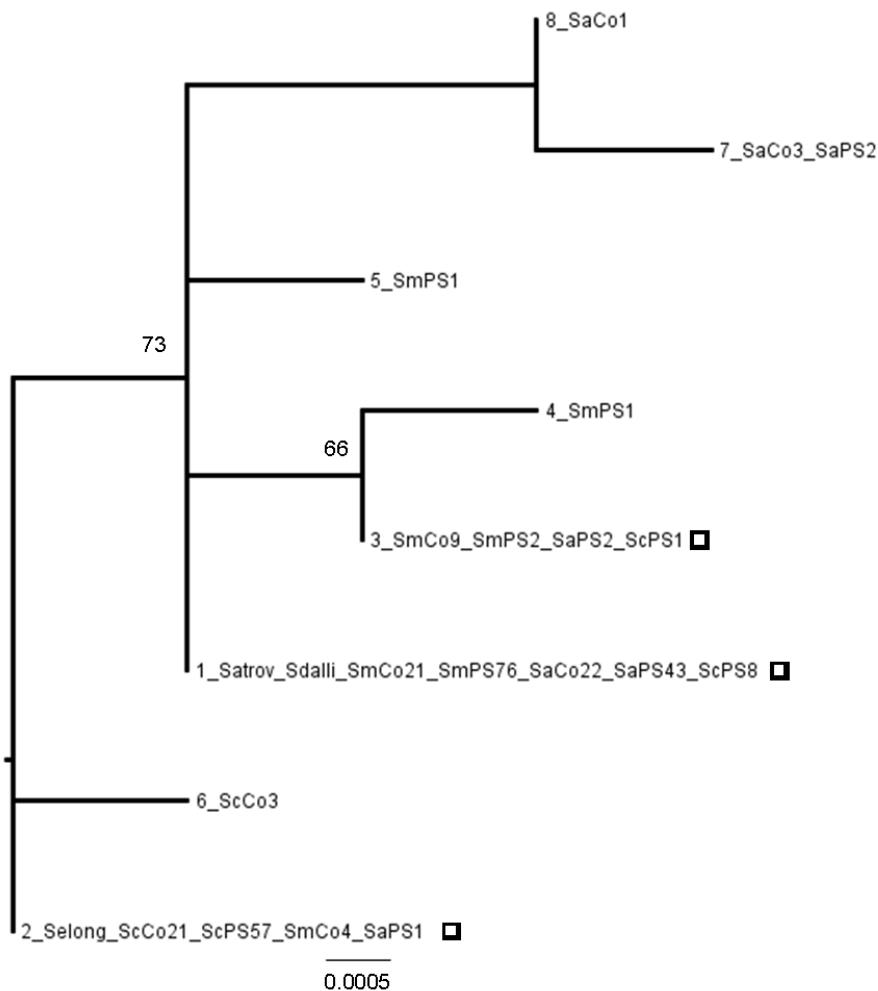 8_SaCo1
7_SaCo3_SaPS2
5_SmPS1
73
4_SmPS1
66
3_SmCo9_SmPS2_SaPS2_ScPS1
1_Satrov_Sdalli_SmCo21_SmPS76_SaCo22_SaPS43_ScPS8
6_ScCo3
2_Selong_ScCo21_ScPS57_SmCo4_SaPS1
0.0005